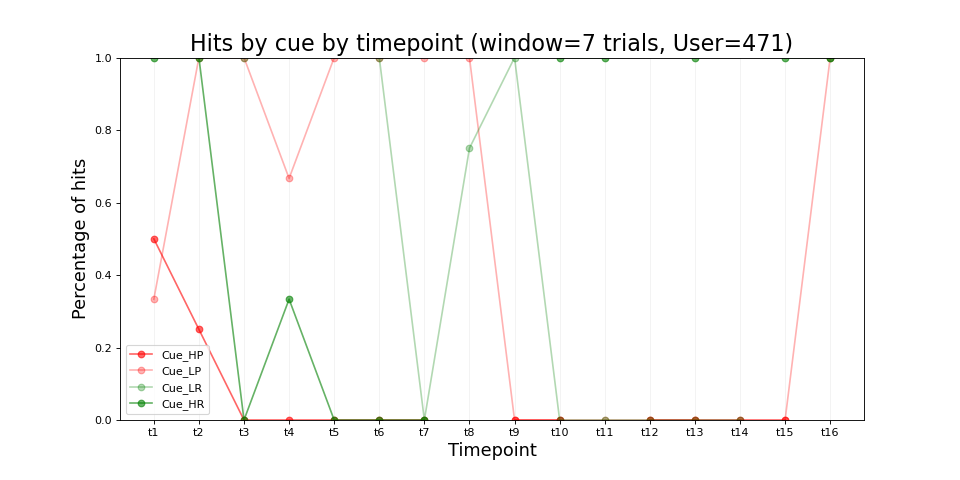 Hits by cue by timepoint (window=7 trials, User=471)
Percentage of hits
1.0
0.8
0.6
0.4
0.2
0.0
Cue_HP
Cue_LP
Cue_LR
Cue_HR
t1 t2 t3 t4 t5 t6 t7 t8 t9 t10 t11 t12 t13 t14 t15 t16
Timepoint